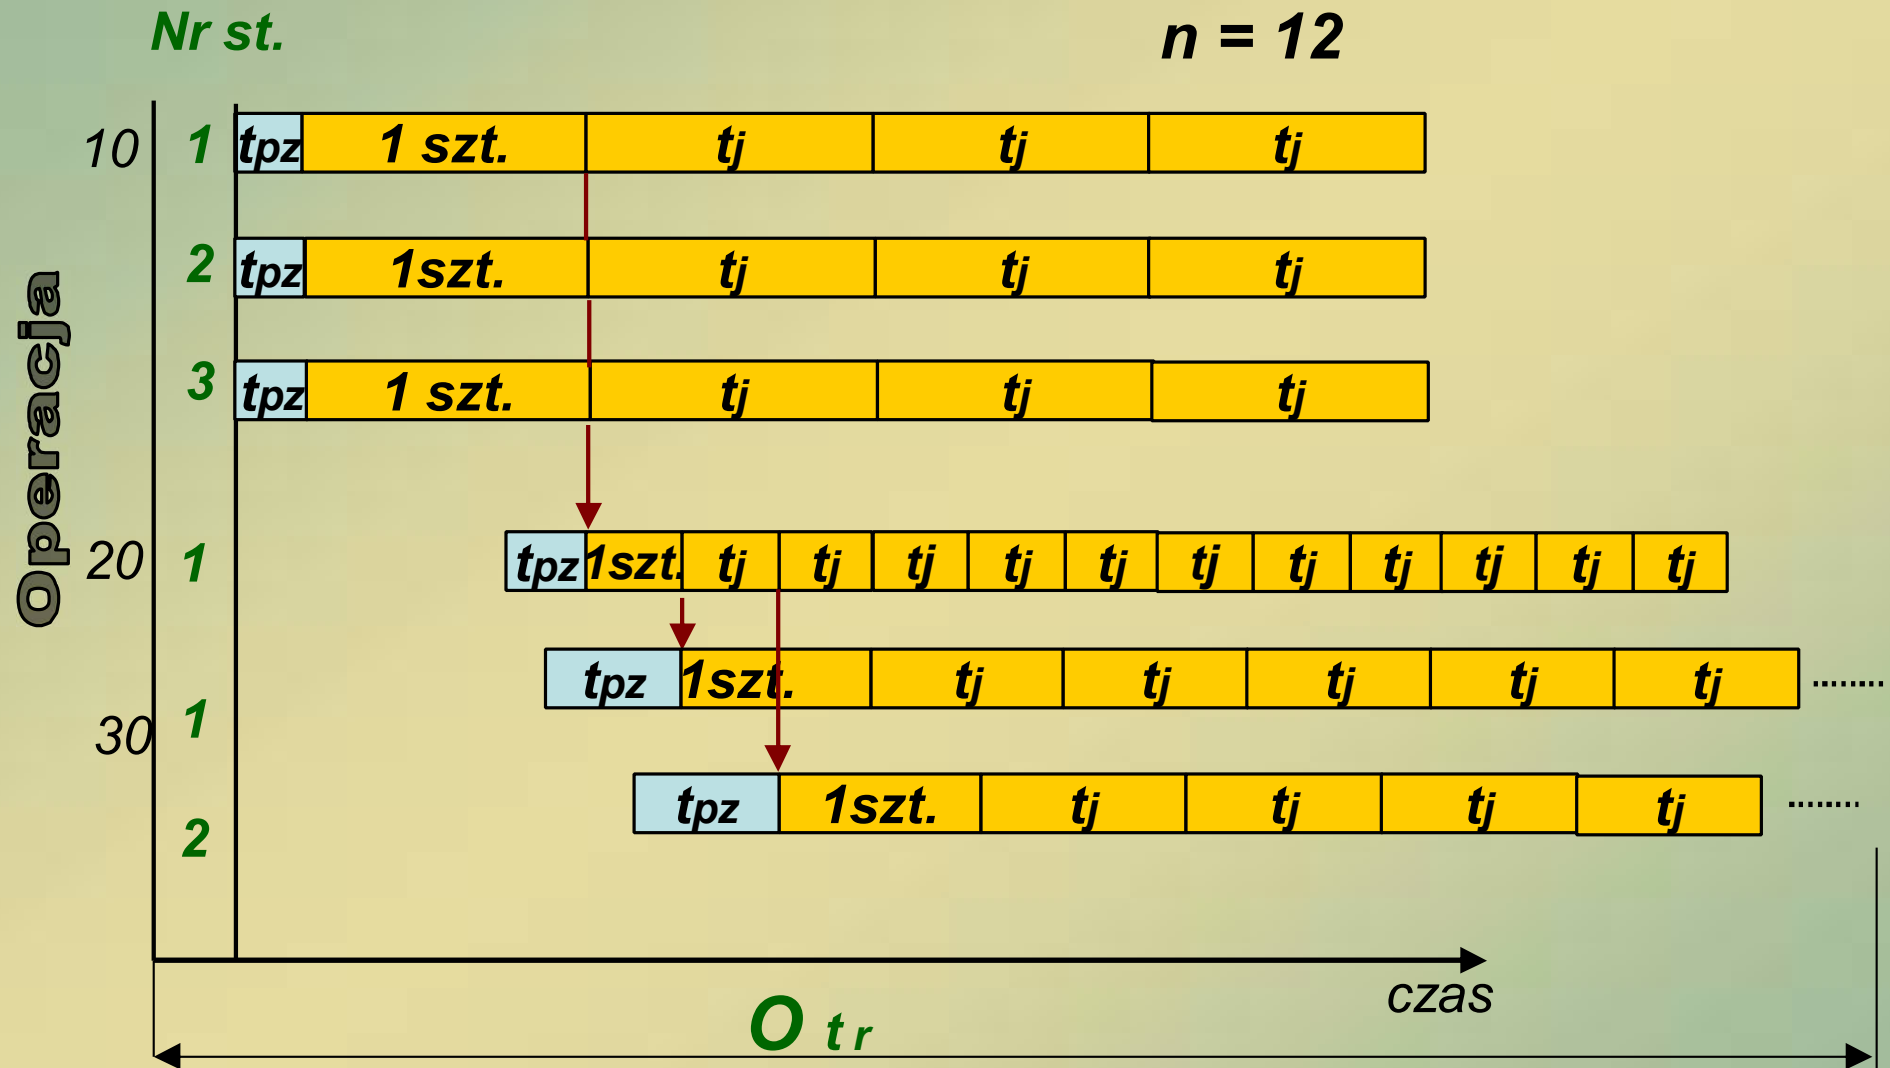 Nr st.
n = 12
Operacja
10 1 tpz 1 szt. tj tj tj
2 tpz 1szt. tj tj tj
3 tpz 1 szt. tj tj tj
20 1 tpz 1szt. tj tj tj tj tj tj tj tj tj tj tj
30 1 tpz 1szt. tj tj tj tj tj ........
2 tpz 1szt. tj tj tj tj ........
czas
O t r